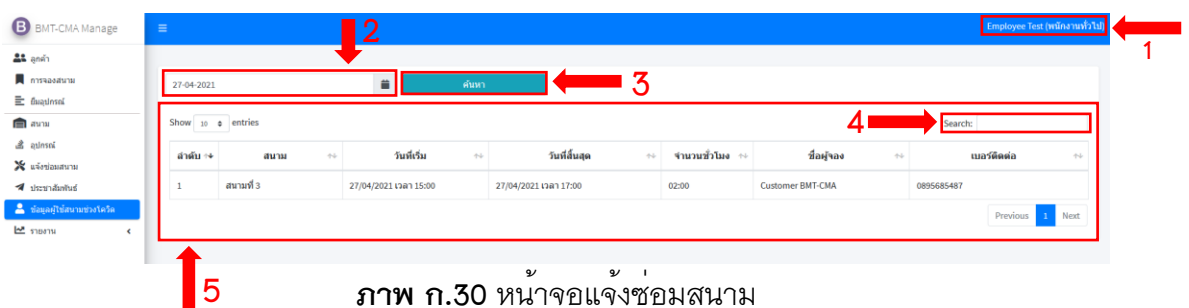 BMT-CMA Manage
Employee Test (พนักงานทั่วไป)
1
2
ลูกค้า
การจองสนาม
ยืมอุปกรณ์
สนาม
อุปกรณ์
แจ้งซ่อมสนาม
ประชาสัมพันธ์
ข้อมูลผู้ใช้สนามช่วงโควิด
รายงาน
27-04-2021
ค้นหา
3
Show 10 entries
4
Search:
ลำดับ สนาม วันที่เริ่ม วันที่สิ้นสุด จำนวนชั่วโมง ชื่อผู้จอง เบอร์ติดต่อ
1 สนามที่ 3 27/04/2021 เวลา 15:00 27/04/2021 เวลา 17:00 02:00 Customer BMT-CMA 0895685487
Previous 1 Next
5
ภาพ ก.30 หน้าจอแจ้งซ่อมสนาม